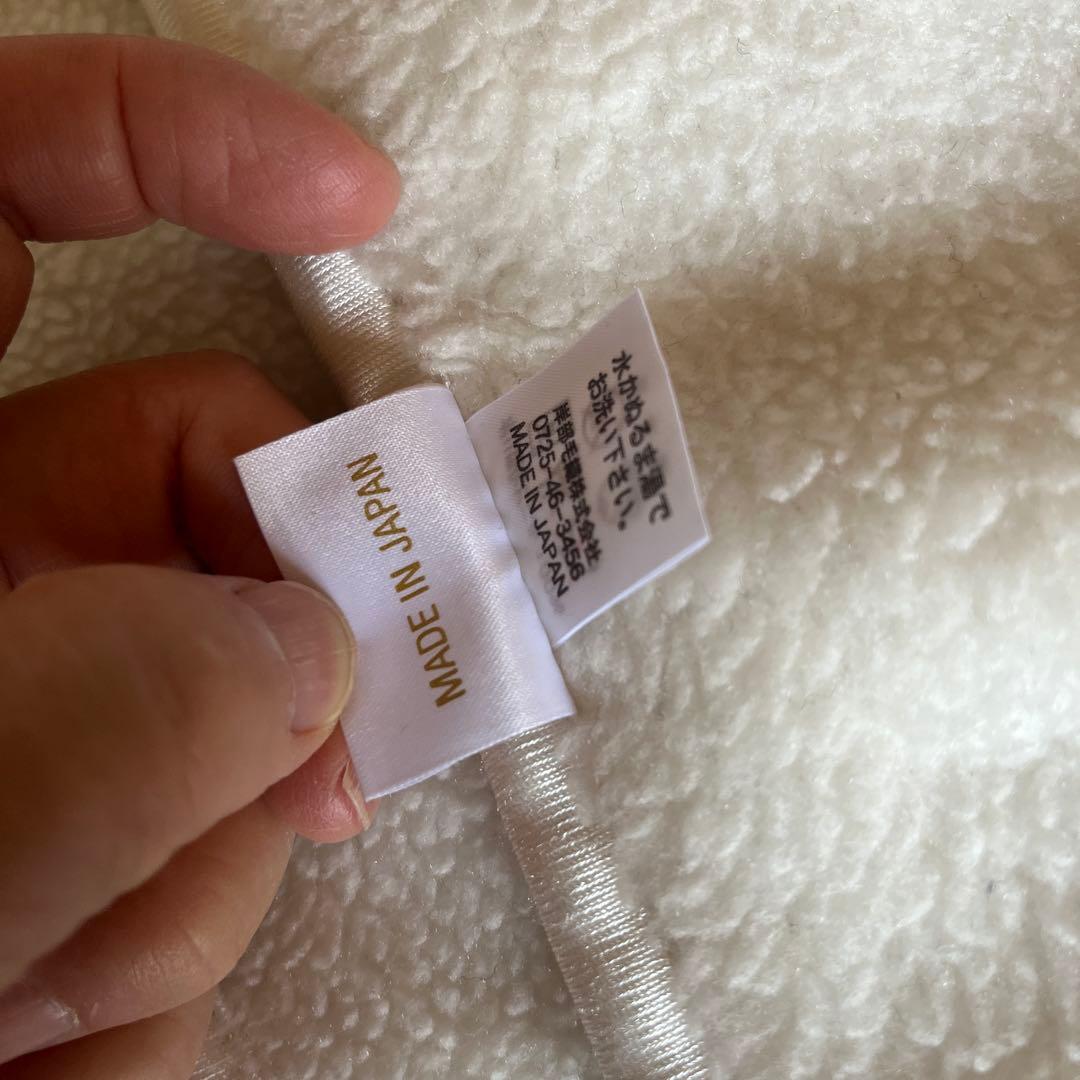 MADE IN JAPAN
水かぬるま湯で
お洗い下さい。
岸部毛織株式会社
0725-46-3456
MADE IN JAPAN